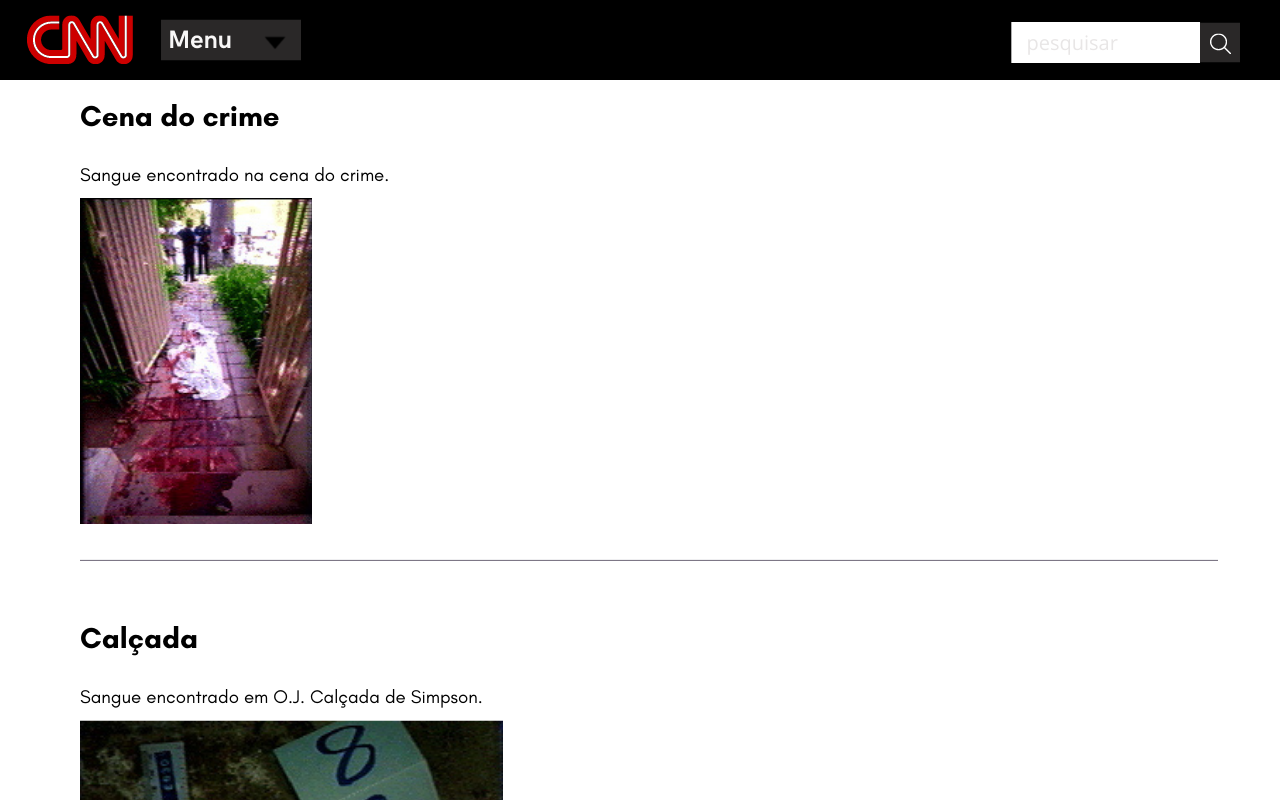 CNN
Menu
pesquisar
Cena do crime
Sangue encontrado na cena do crime.
Calçada
Sangue encontrado em O.J. Calçada de Simpson.
8